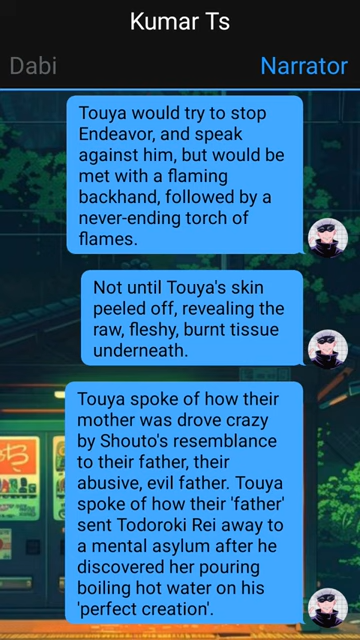 Kumar Ts
Dabi
Narrator
Touya would try to stop
Endeavor, and speak
against him, but would be
met with a flaming
backhand, followed by a
never-ending torch of
flames.
Not until Touya's skin
peeled off, revealing the
raw, fleshy, burnt tissue
underneath.
Touya spoke of how their
mother was drove crazy
by Shouto's resemblance
to their father, their
abusive, evil father. Touya
spoke of how their 'father'
sent Todoroki Rei away to
a mental asylum after he
discovered her pouring
boiling hot water on his
'perfect creation'.